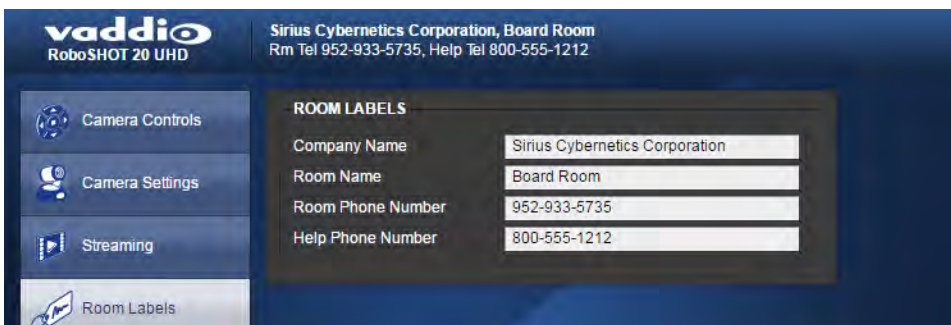 vaddio
RoboSHOT 20 UHD
Sirius Cybernetics Corporation, Board Room
Rm Tel 952-933-5735, Help Tel 800-555-1212
Camera Controls
Camera Settings
Streaming
Room Labels
ROOM LABELS
Company Name Sirius Cybernetics Corporation
Room Name Board Room
Room Phone Number 952-933-5735
Help Phone Number 800-555-1212